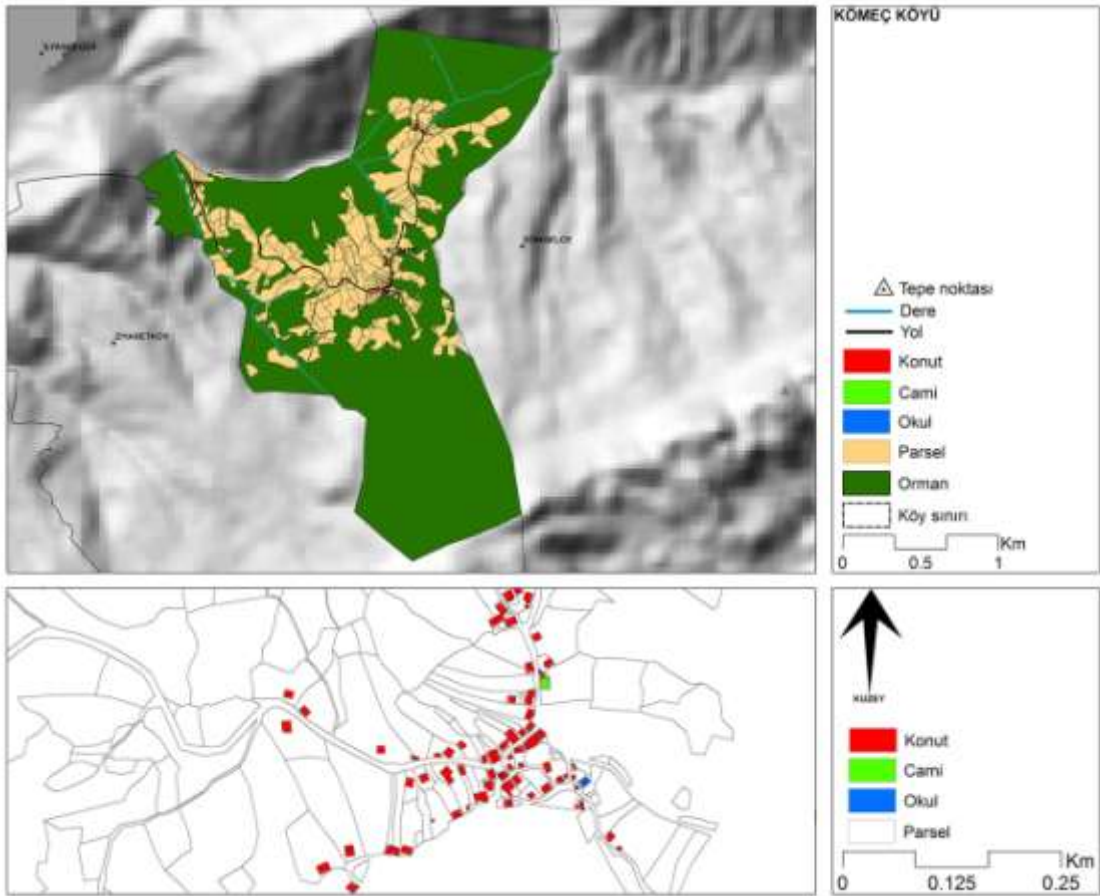 KÖMEÇ KÖYÜ
Tepe noktası
Dere
Yol
Konut
Cami
Okul
Parsel
Orman
Köy sınırı
Km
0 0.5 1
KUZEY
Konut
Cami
Okul
Parsel
Km
0 0.125 0.25